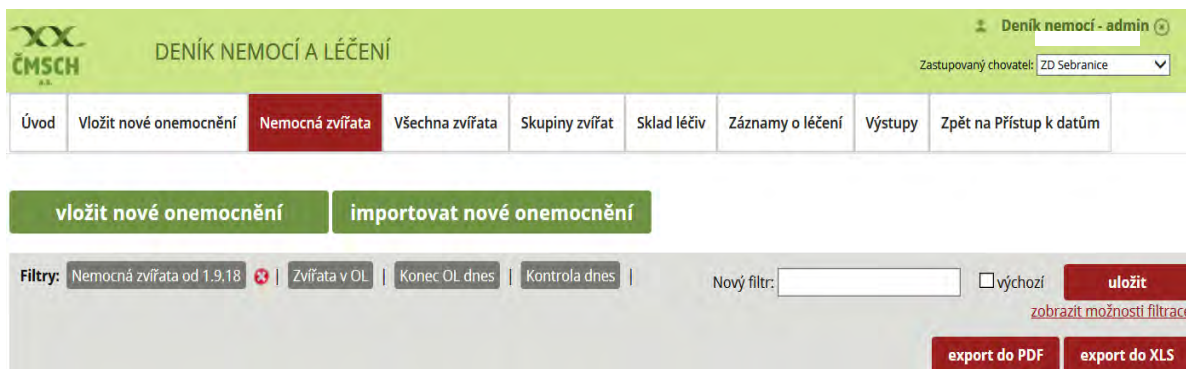 Deník nemocí - admin
ČMSCH
a.s.
DENÍK NEMOCÍ A LÉČENÍ
Zastupovaný chovatel: ZD Sebranice
Úvod Vložit nové onemocnění Nemocná zvířata Všechna zvířata Skupiny zvířat Sklad léčiv Záznamy o léčení Výstupy Zpět na Přístup k datům
vložit nové onemocnění importovat nové onemocnění
Filtry: Nemocná zvířata od 1.9.18 | Zvířata v OL | Konec OL dnes | Kontrola dnes | Nový filtr: výchozí uložit
zobrazit možnosti filtrace
export do PDF export do XLS